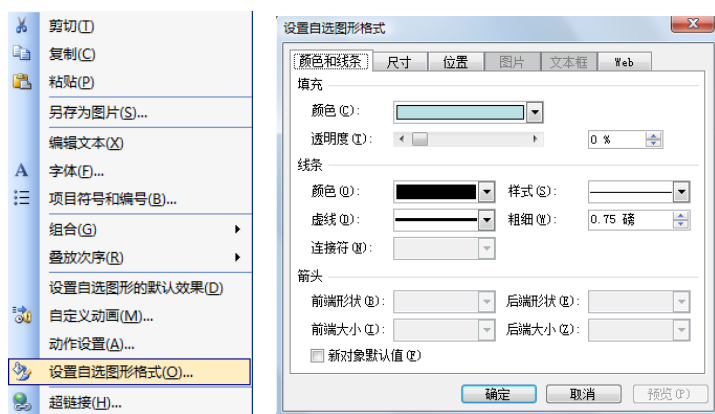 剪切(T)
复制(C)
粘贴(P)
另存为图片(S)...
编辑文本(X)
A 字体(F)...
项目符号和编号(B)...
组合(G)
叠放次序(R)
设置自选图形的默认效果(D)
自定义动画(M)...
动作设置(A)...
设置自选图形格式(O)...
超链接(H)...
设置自选图形格式
颜色和线条 尺寸 位置 图片 文本框 Web
填充
颜色(C):
透明度(T): 0 %
线条
颜色(O): 样式(S):
虚线(D): 粗细(W): 0.75 磅
连接符(N):
箭头
前端形状(B): 后端形状(E):
前端大小(I): 后端大小(Z):
新对象默认值(F)
确定 取消 预览(P)